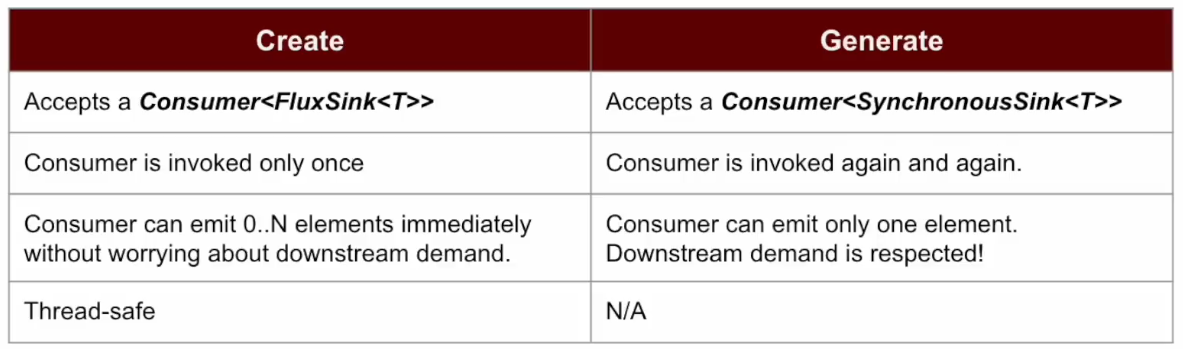 Create
Generate
Accepts a Consumer<FluxSink<T>>
Accepts a Consumer<SynchronousSink<T>>
Consumer is invoked only once
Consumer is invoked again and again.
Consumer can emit 0..N elements immediately
without worrying about downstream demand.
Consumer can emit only one element.
Downstream demand is respected!
Thread-safe
N/A